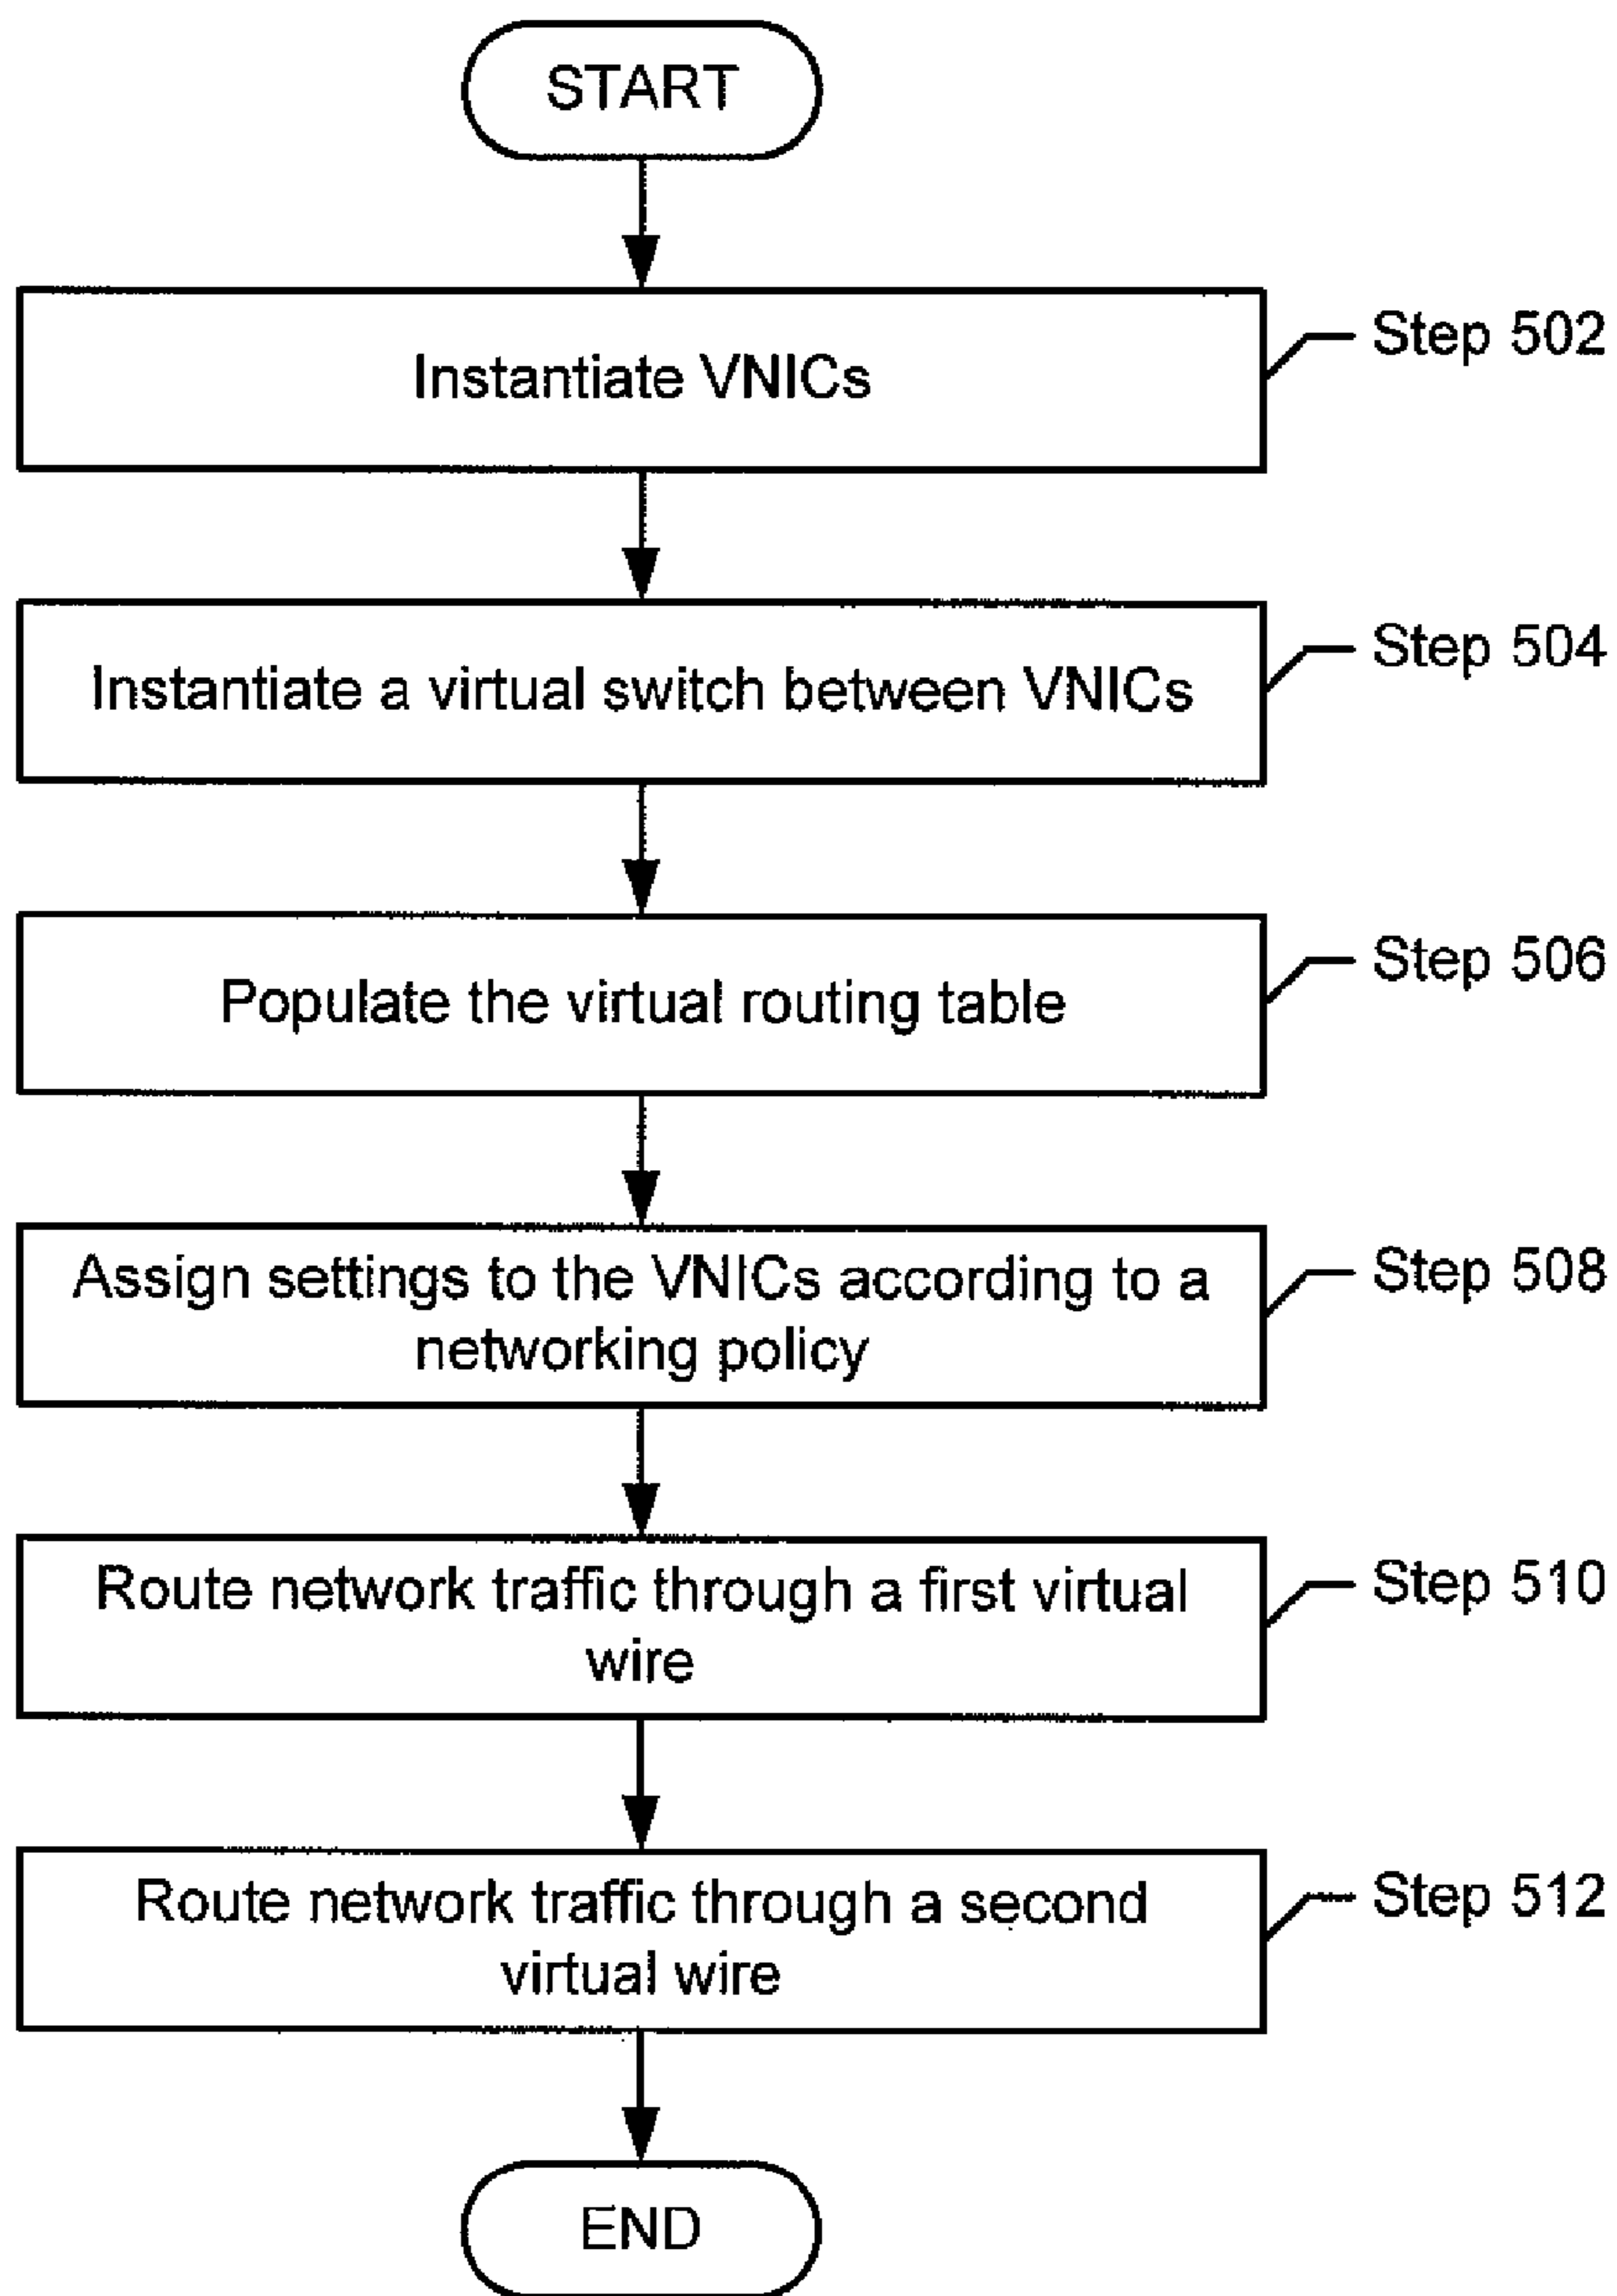 START
Instantiate VNICs
Step 502
Instantiate a virtual switch between VNICs
Step 504
Populate the virtual routing table
Step 506
Assign settings to the VNICs according to a
networking policy
Step 508
Route network traffic through a first virtual
wire
Step 510
Route network traffic through a second
virtual wire
Step 512
END